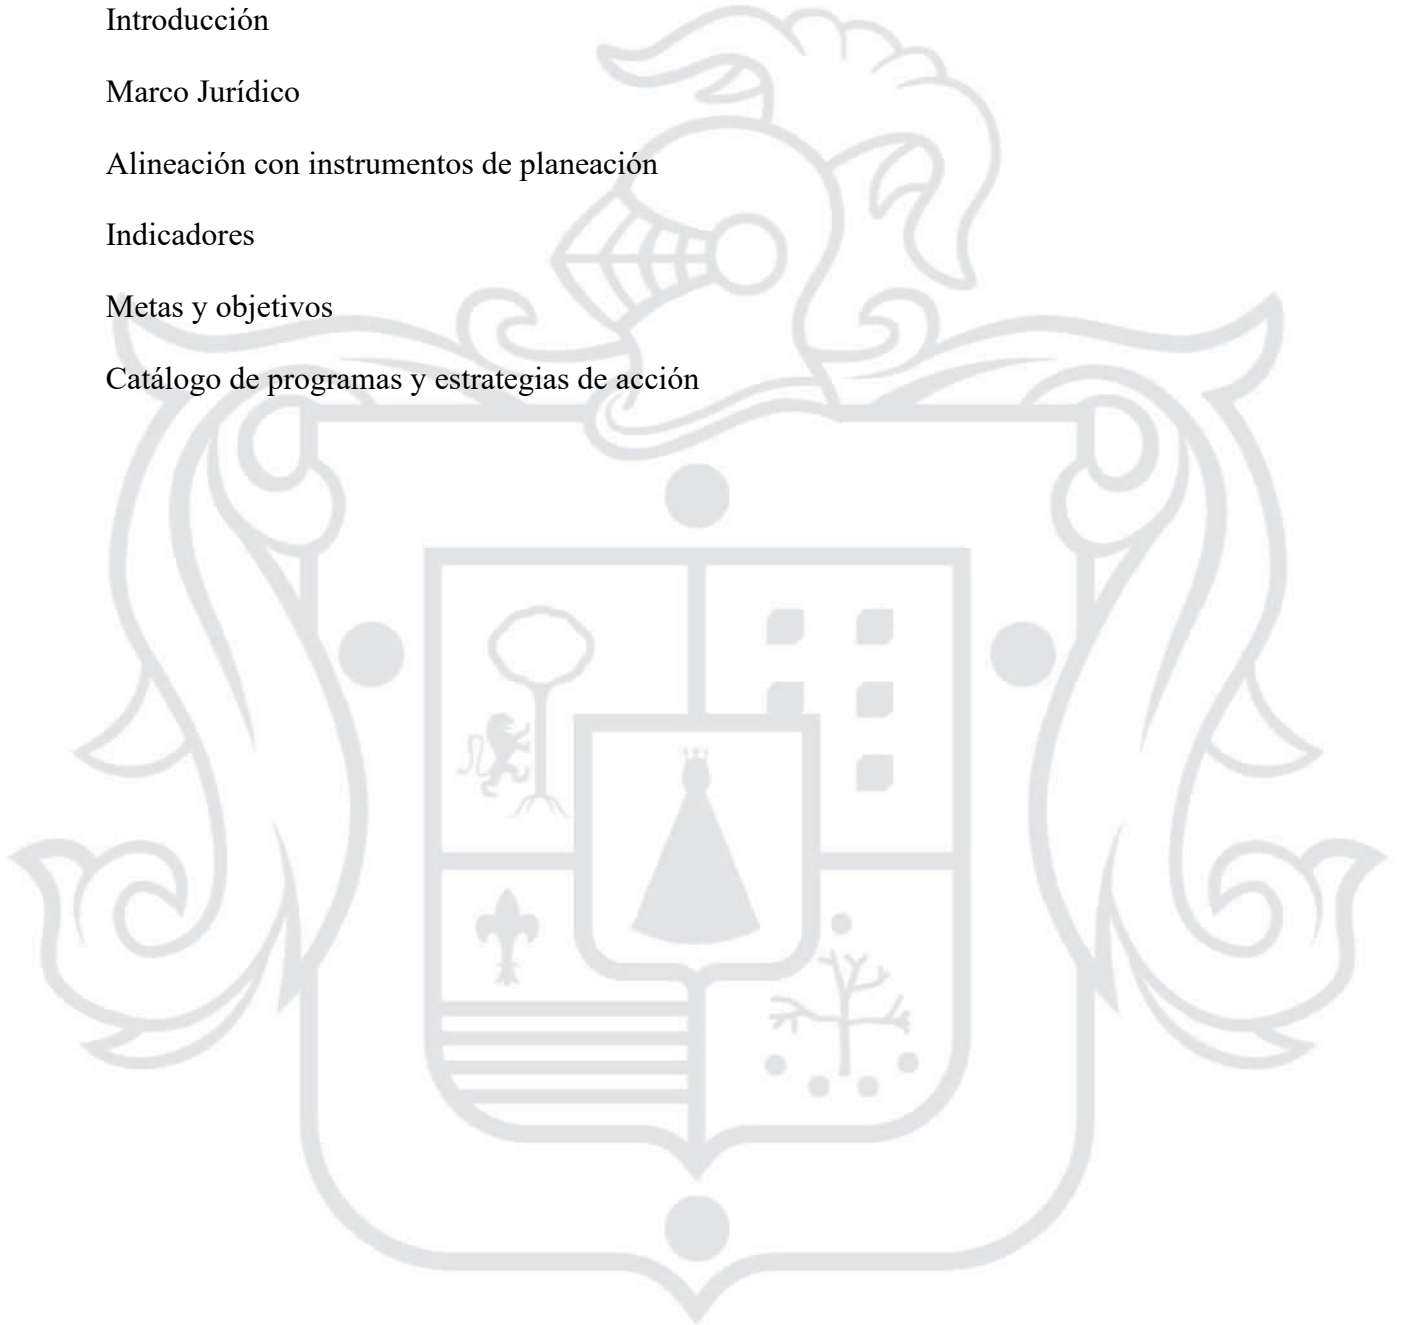 Introducción
Marco Jurídico
Alineación con instrumentos de planeación
Indicadores
Metas y objetivos
Catálogo de programas y estrategias de acción